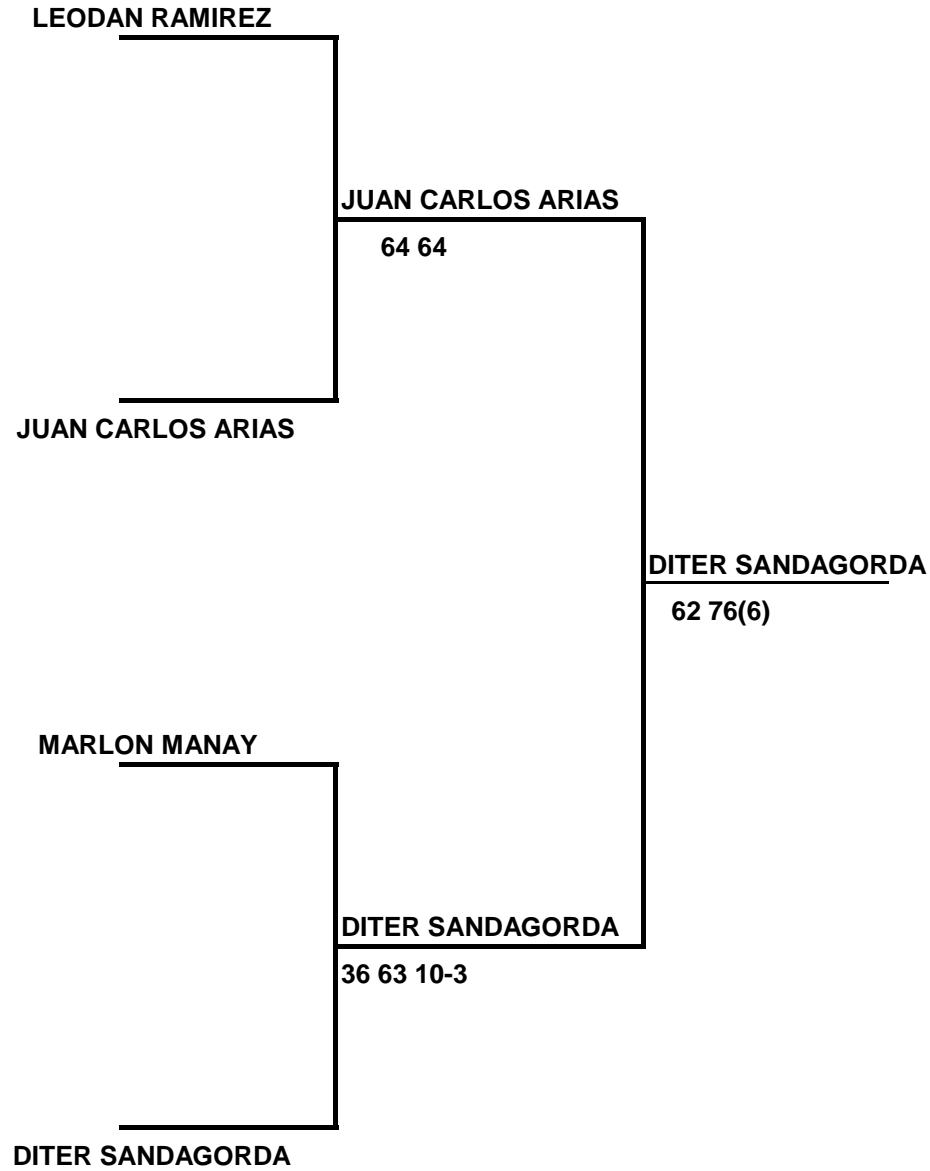 LEODAN RAMIREZ
JUAN CARLOS ARIAS
64 64
JUAN CARLOS ARIAS
DITER SANDAGORDA
62 76(6)
MARLON MANAY
DITER SANDAGORDA
36 63 10-3
DITER SANDAGORDA